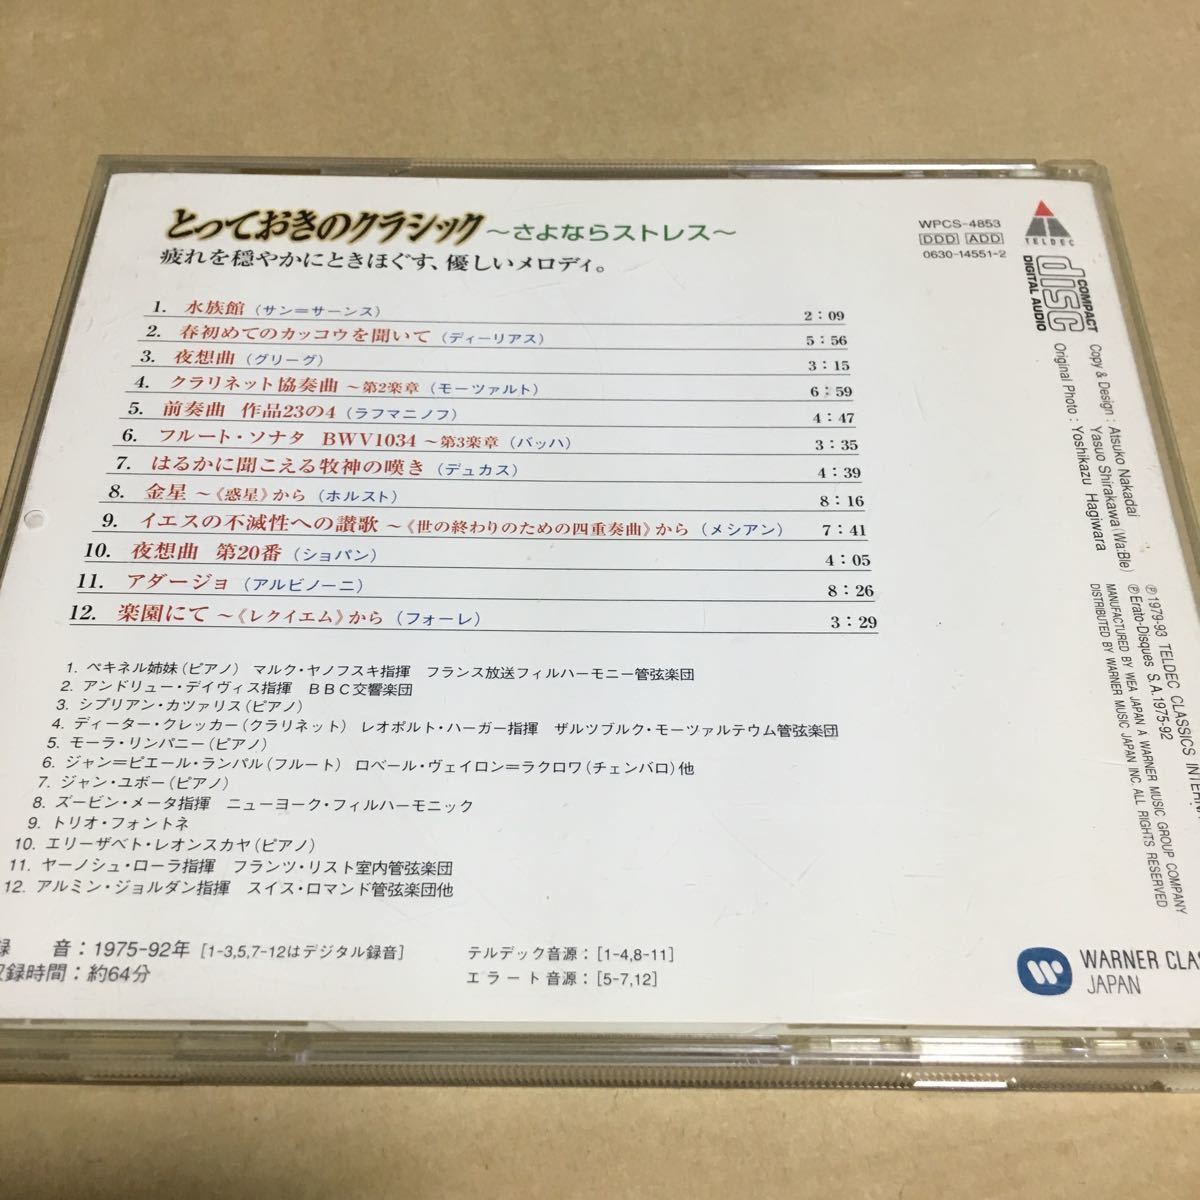 とっておきのクラシック ～さよならストレス～
疲れを穏やかにときほぐす、優しいメロディ。
1. 水族館（サン＝サーンス） 2：09
2. 春初めてのカッコウを聞いて（ディーリアス） 5：56
3. 夜想曲（グリーグ） 3：15
4. クラリネット協奏曲 ～第2楽章（モーツァルト） 6：59
5. 前奏曲 作品23の4（ラフマニノフ） 4：47
6. フルート・ソナタ BWV1034 ～第3楽章（バッハ） 3：35
7. はるかに聞こえる牧神の嘆き（デュカス） 4：39
8. 金星 ～《惑星》から（ホルスト） 8：16
9. イエスの不滅性への讃歌 ～《世の終わりのための四重奏曲》から（メシアン） 7：41
10. 夜想曲 第20番（ショパン） 4：05
11. アダージョ（アルビノーニ） 8：26
12. 楽園にて ～《レクイエム》から（フォーレ） 3：29
1. ペキネル姉妹（ピアノ） マルク・ヤノフスキ指揮 フランス放送フィルハーモニー管弦楽団
2. アンドリュー・デイヴィス指揮 BBC交響楽団
3. シプリアン・カツァリス（ピアノ）
4. ディーター・クレッカー（クラリネット） レオポルト・ハーガー指揮 ザルツブルク・モーツァルテウム管弦楽団
5. モーラ・リンパニー（ピアノ）
6. ジャン＝ピエール・ランパル（フルート） ロベール・ヴェイロン＝ラクロワ（チェンバロ）他
7. ジャン・ユボー（ピアノ）
8. ズービン・メータ指揮 ニューヨーク・フィルハーモニック
9. トリオ・フォントネ
10. エリーザベト・レオンスカヤ（ピアノ）
11. ヤーノシュ・ローラ指揮 フランツ・リスト室内管弦楽団
12. アルミン・ジョルダン指揮 スイス・ロマンド管弦楽団他
録 音：1975-92年［1-3,5,7-12はデジタル録音］
収録時間：約64分
テルデック音源：［1-4,8-11］
エラート音源：［5-7,12］
WPCS-4853
DDD ADD
0630-14551-2
TELDEC
COMPACT
disc
DIGITAL AUDIO
Copy & Design : Atsuko Nakadai
Yasuo Shirakawa (Wa:Ble)
Original Photo : Yoshikazu Hagiwara
℗1979-93 TELDEC CLASSICS
℗Erato-Disques S.A.1975-92
MANUFACTURED BY WEA JAPAN A WARNER MUSIC GROUP COMPANY
DISTRIBUTED BY WARNER MUSIC JAPAN INC. ALL RIGHTS RESERVED
WARNER CLAS
JAPAN